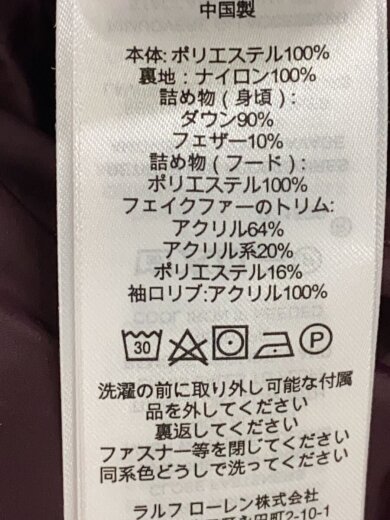 中国製
本体: ポリエステル100%
裏地 : ナイロン100%
詰め物 ( 身頃 ) :
ダウン90%
フェザー10%
詰め物 ( フード ) :
ポリエステル100%
フェイクファーのトリム:
アクリル64%
アクリル系20%
ポリエステル16%
袖口リブ:アクリル100%
30 P
洗濯の前に取り外し可能な付属
品を外してください
裏返してください
ファスナー等を閉じてください
同系色どうしで洗ってください
ラルフ ローレン株式会社
田町2-10-1